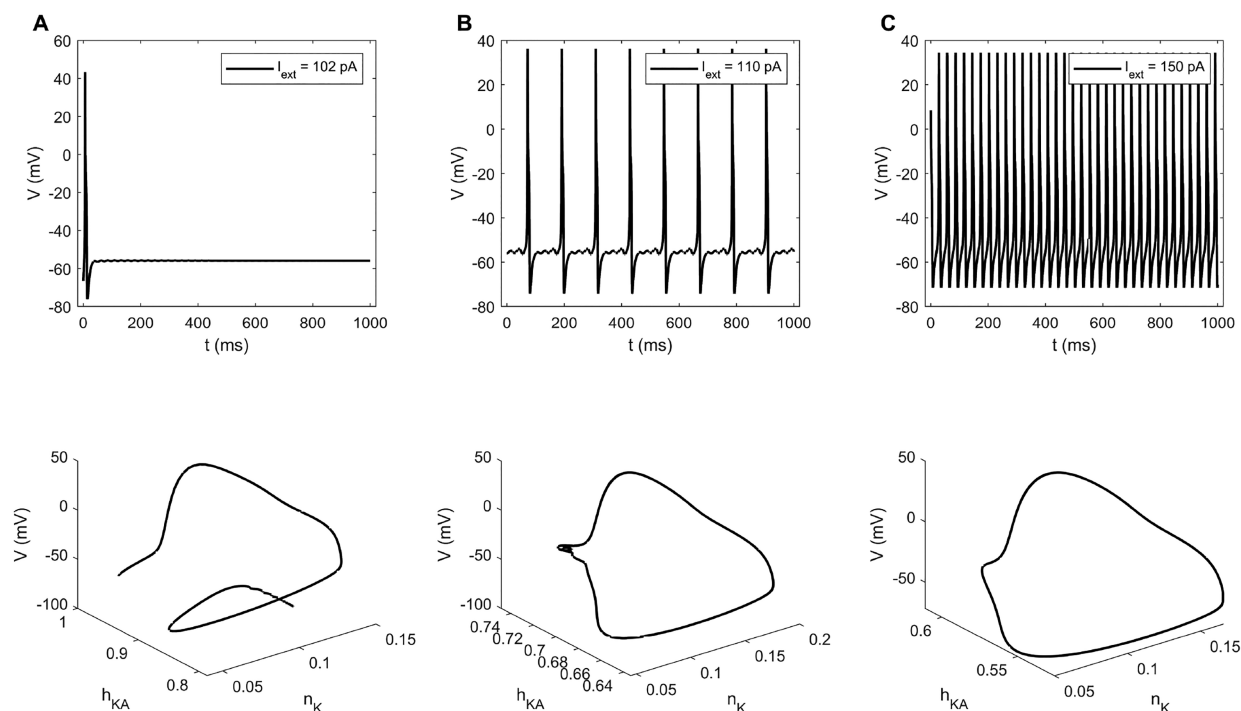 A
60
40
20
0
-20
-40
-60
-80
V (mV)
I_ext = 102 pA
0 200 400 600 800 1000
t (ms)
B
40
20
0
-20
-40
-60
-80
V (mV)
I_ext = 110 pA
0 200 400 600 800 1000
t (ms)
C
40
20
0
-20
-40
-60
-80
V (mV)
I_ext = 150 pA
0 200 400 600 800 1000
t (ms)
50
0
-50
-100
V (mV)
1
0.9
0.8
h_KA
0.05
0.1
0.15
n_K
50
0
-50
-100
V (mV)
0.74
0.72
0.7
0.68
0.66
0.64
h_KA
0.05
0.1
0.15
0.2
n_K
50
0
-50
V (mV)
0.6
0.55
h_KA
0.05
0.1
0.15
n_K